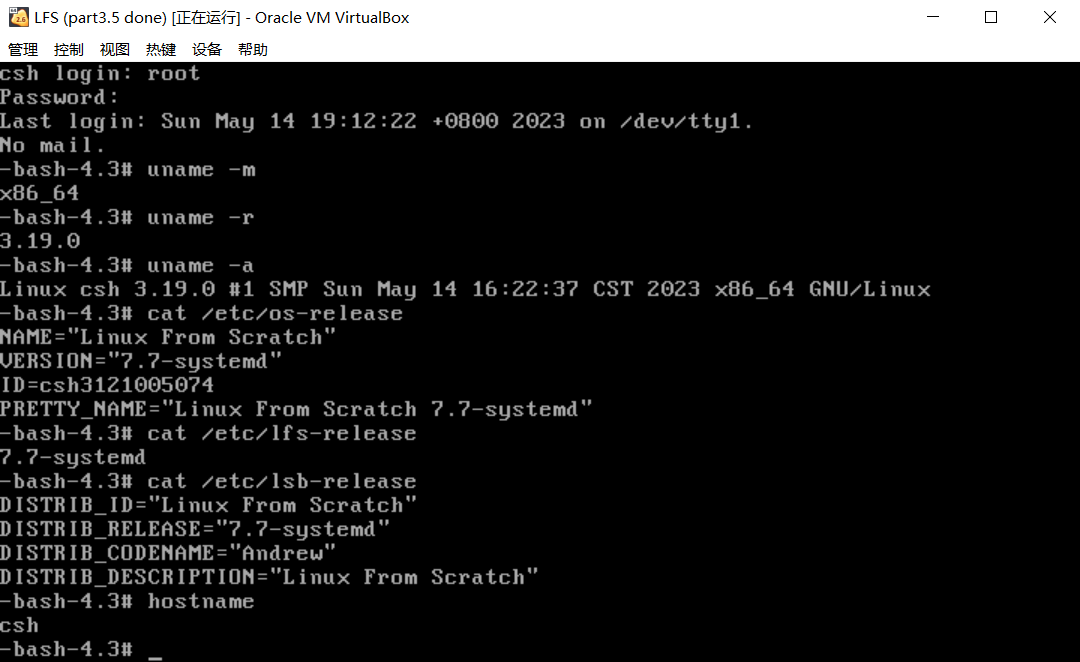 LFS (part3.5 done) [正在运行] - Oracle VM VirtualBox
管理 控制 视图 热键 设备 帮助
csh login: root
Password:
Last login: Sun May 14 19:12:22 +0800 2023 on /dev/tty1.
No mail.
-bash-4.3# uname -m
x86_64
-bash-4.3# uname -r
3.19.0
-bash-4.3# uname -a
Linux csh 3.19.0 #1 SMP Sun May 14 16:22:37 CST 2023 x86_64 GNU/Linux
-bash-4.3# cat /etc/os-release
NAME="Linux From Scratch"
VERSION="7.7-systemd"
ID=csh3121005074
PRETTY_NAME="Linux From Scratch 7.7-systemd"
-bash-4.3# cat /etc/lfs-release
7.7-systemd
-bash-4.3# cat /etc/lsb-release
DISTRIB_ID="Linux From Scratch"
DISTRIB_RELEASE="7.7-systemd"
DISTRIB_CODENAME="Andrew"
DISTRIB_DESCRIPTION="Linux From Scratch"
-bash-4.3# hostname
csh
-bash-4.3# _